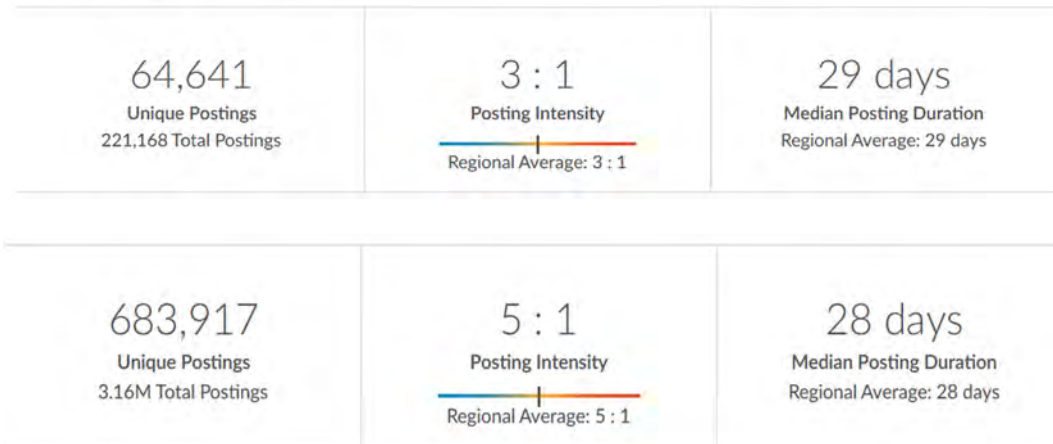 64,641
Unique Postings
221,168 Total Postings
3 : 1
Posting Intensity
Regional Average: 3 : 1
29 days
Median Posting Duration
Regional Average: 29 days
683,917
Unique Postings
3.16M Total Postings
5 : 1
Posting Intensity
Regional Average: 5 : 1
28 days
Median Posting Duration
Regional Average: 28 days